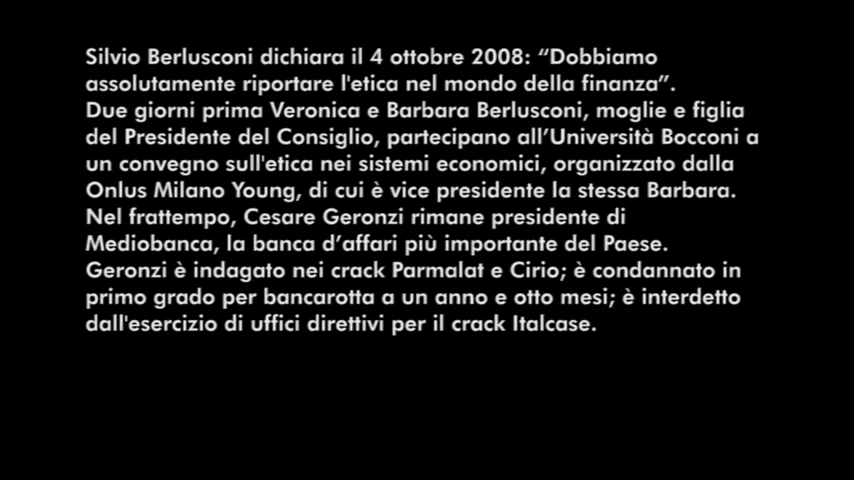 Silvio Berlusconi dichiara il 4 ottobre 2008: “Dobbiamo
assolutamente riportare l'etica nel mondo della finanza”.
Due giorni prima Veronica e Barbara Berlusconi, moglie e figlia
del Presidente del Consiglio, partecipano all’Università Bocconi a
un convegno sull'etica nei sistemi economici, organizzato dalla
Onlus Milano Young, di cui è vice presidente la stessa Barbara.
Nel frattempo, Cesare Geronzi rimane presidente di
Mediobanca, la banca d’affari più importante del Paese.
Geronzi è indagato nei crack Parmalat e Cirio; è condannato in
primo grado per bancarotta a un anno e otto mesi; è interdetto
dall'esercizio di uffici direttivi per il crack Italcase.